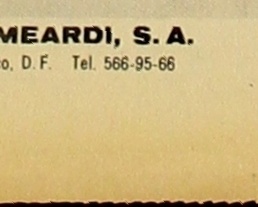 MEARDI, S. A.
o, D. F. Tel. 566-95-66